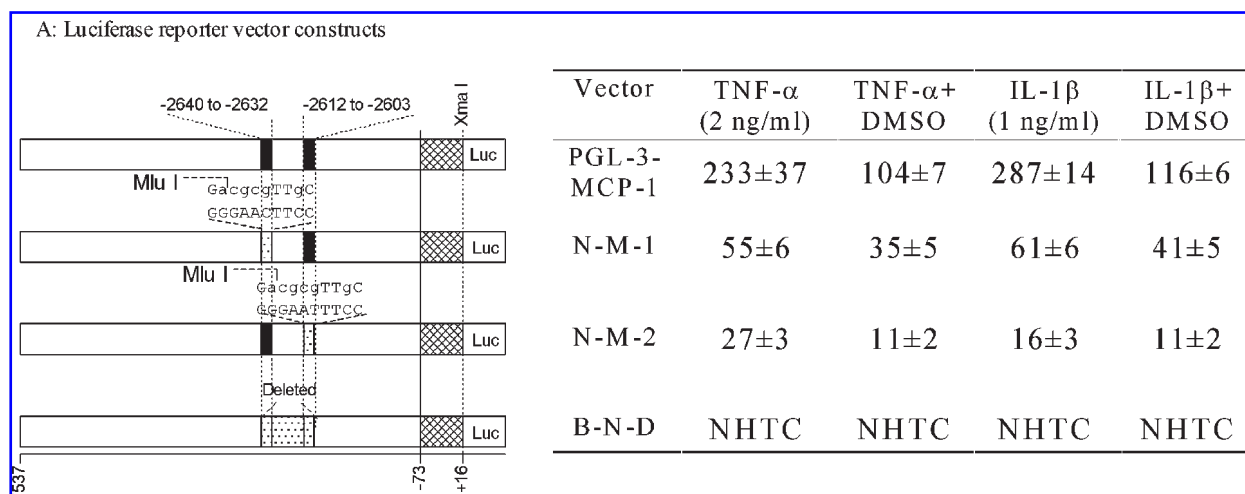 A: Luciferase reporter vector constructs
-2640 to -2632
-2612 to -2603
Xma I
Luc
Mlu I
GacgcgTTgC
GGGAACTTCC
Luc
Mlu I
GacgcgTTgC
GGGAATTTCC
Luc
Deleted
Luc
537
-73
+16
Vector TNF-α (2 ng/ml) TNF-α+ DMSO IL-1β (1 ng/ml) IL-1β+ DMSO
PGL-3-MCP-1 233±37 104±7 287±14 116±6
N-M-1 55±6 35±5 61±6 41±5
N-M-2 27±3 11±2 16±3 11±2
B-N-D NHTC NHTC NHTC NHTC